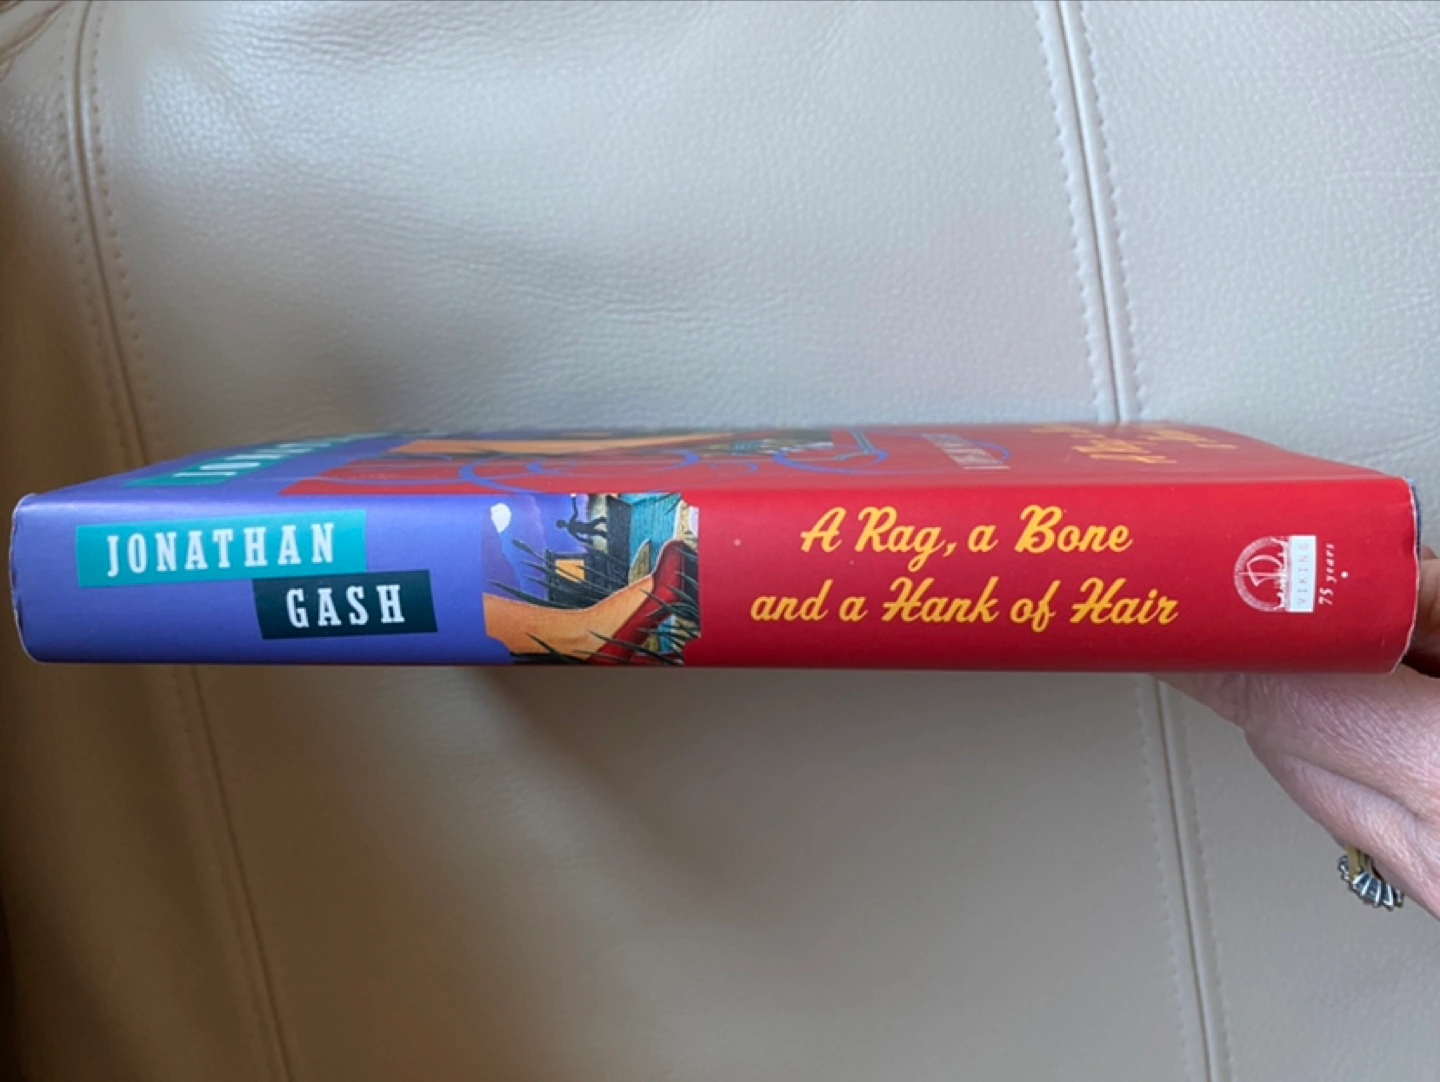 JONATHAN
GASH
A Rag, a Bone
and a Hank of Hair
VIKING
75 years